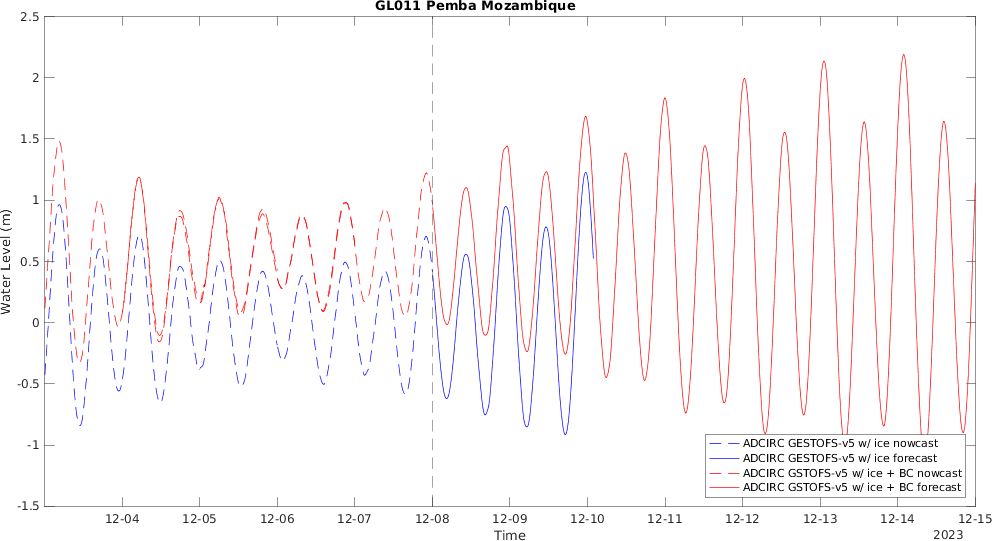 GL011 Pemba Mozambique
2.5
2
1.5
1
0.5
0
-0.5
-1
-1.5
Water Level (m)
12-04 12-05 12-06 12-07 12-08 12-09 12-10 12-11 12-12 12-13 12-14 12-15
Time
2023
ADCIRC GESTOFS-v5 w/ ice nowcast
ADCIRC GESTOFS-v5 w/ ice forecast
ADCIRC GSTOFS-v5 w/ ice + BC nowcast
ADCIRC GSTOFS-v5 w/ ice + BC forecast